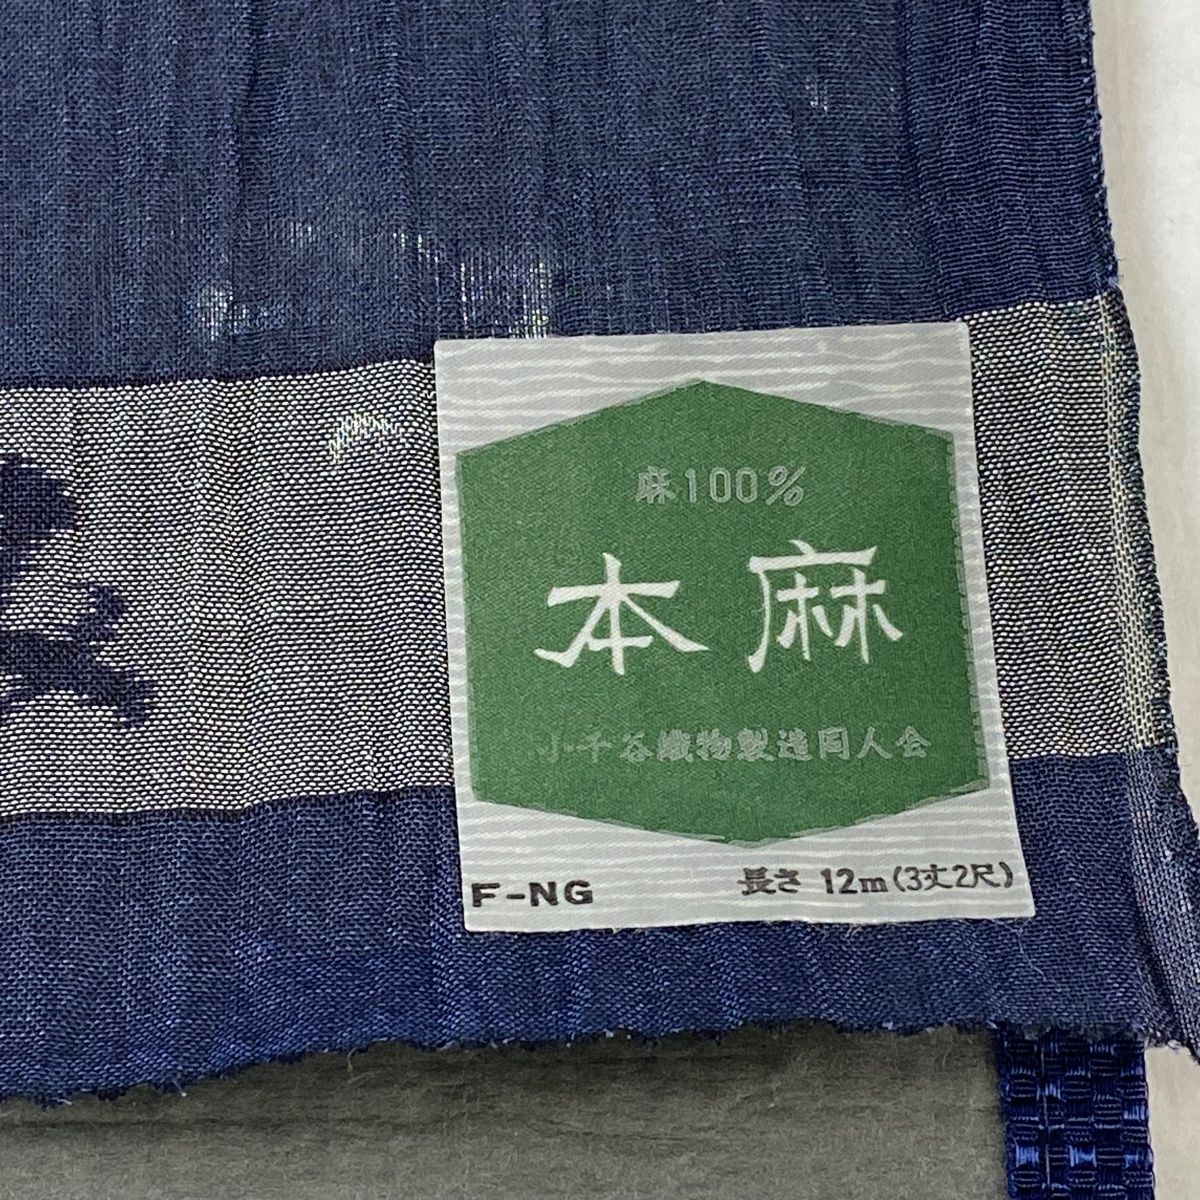 麻100%
本麻
小千谷織物製造同人会
F-NG
長さ 12m(3丈2尺)